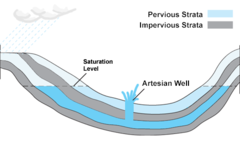 Pervious Strata
Impervious Strata
Saturation
Level
Artesian Well